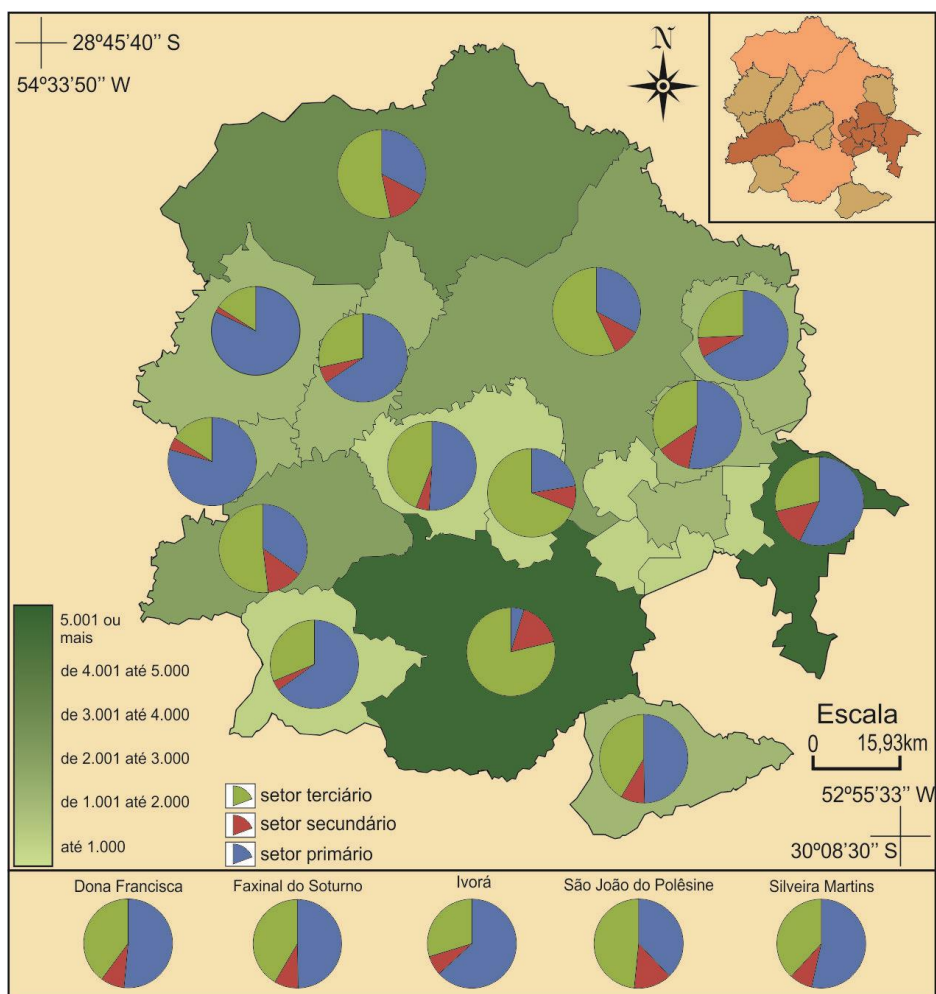 28º45'40'' S
54º33'50'' W
N
5.001 ou
mais
de 4.001 até 5.000
de 3.001 até 4.000
de 2.001 até 3.000
de 1.001 até 2.000
até 1.000
setor terciário
setor secundário
setor primário
Escala
0 15,93km
52º55'33'' W
30º08'30'' S
Dona Francisca
Faxinal do Soturno
Ivorá
São João do Polêsine
Silveira Martins